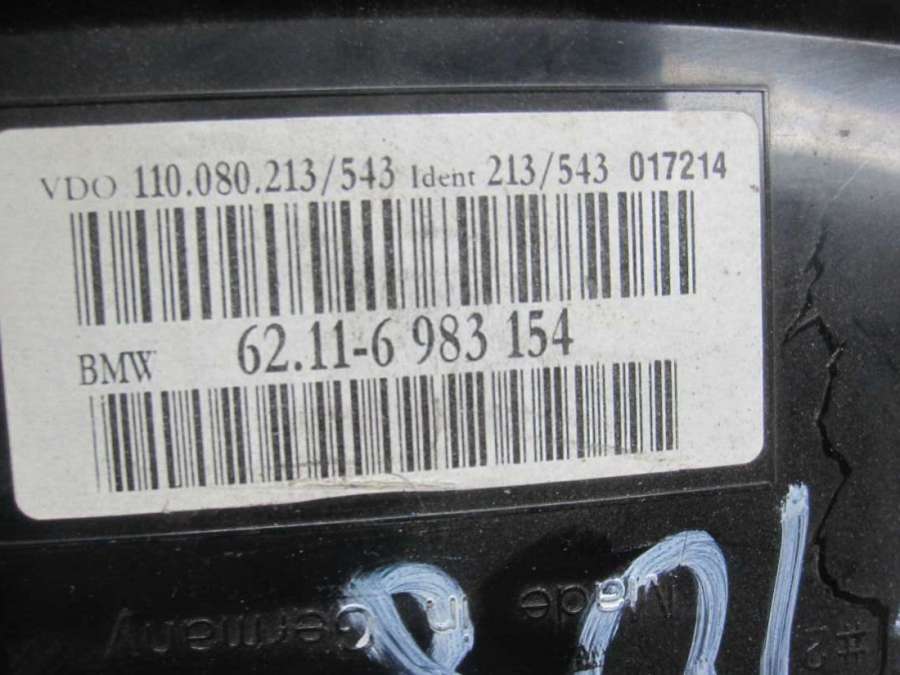 VDO 110.080.213/543 Ident 213/543 017214
BMW 62.11-6 983 154
Made in
Germany